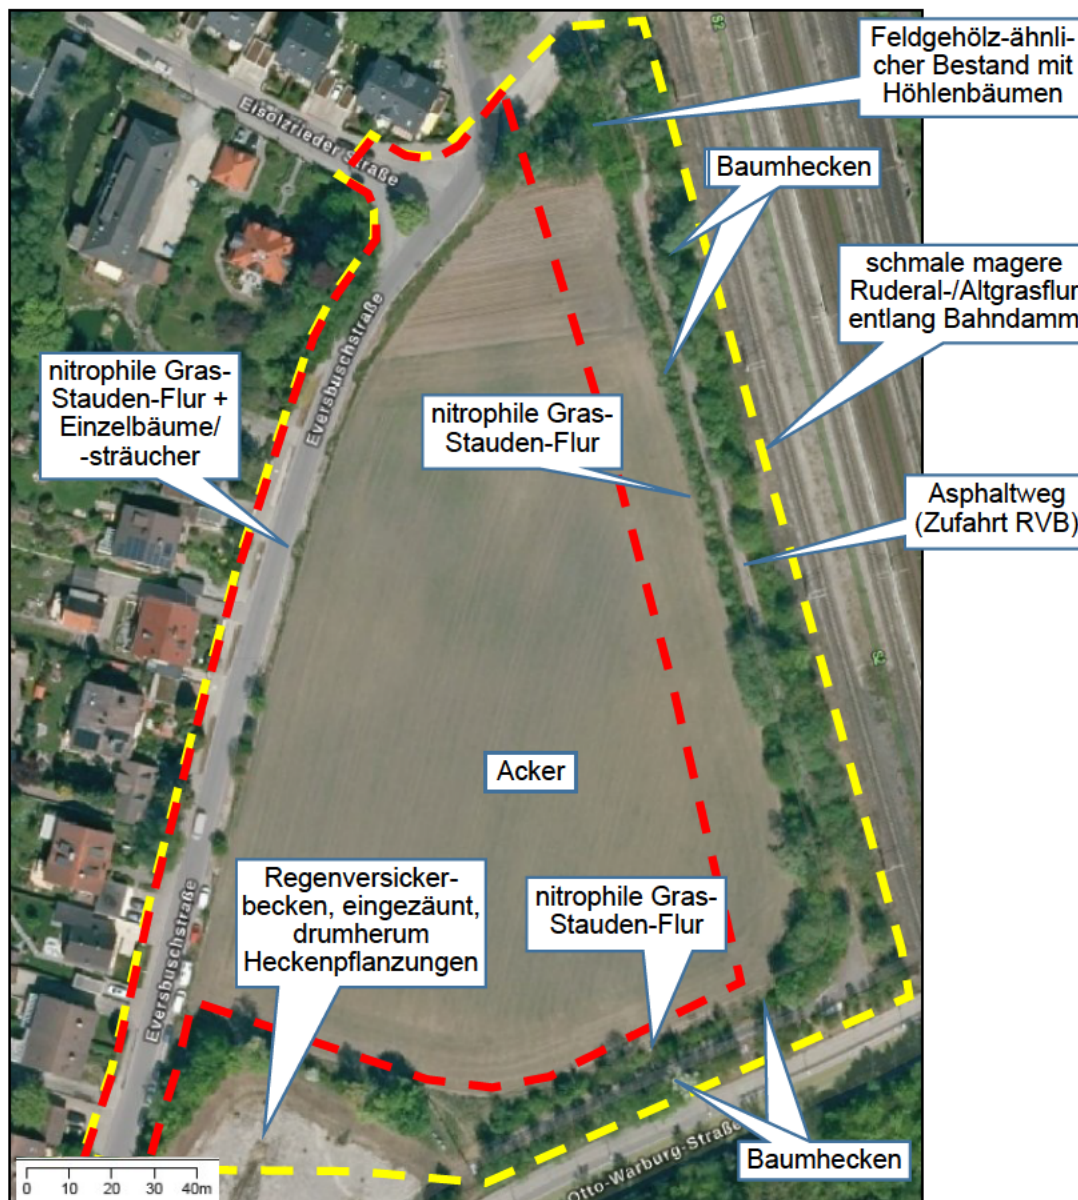 S2
Feldgehölz-ähnli-
cher Bestand mit
Höhlenbäumen
Eisolzrieder Straße
Baumhecken
schmale magere
Ruderal-/Altgrasflur
entlang Bahndamm
Eversbuschstraße
nitrophile Gras-
Stauden-Flur +
Einzelbäume/
-sträucher
nitrophile Gras-
Stauden-Flur
Asphaltweg
(Zufahrt RVB)
S2
Acker
Regenversicker-
becken, eingezäunt,
drumherum
Heckenpflanzungen
nitrophile Gras-
Stauden-Flur
Eversbuschstraße
Otto-Warburg-Straße
Baumhecken
0 10 20 30 40m